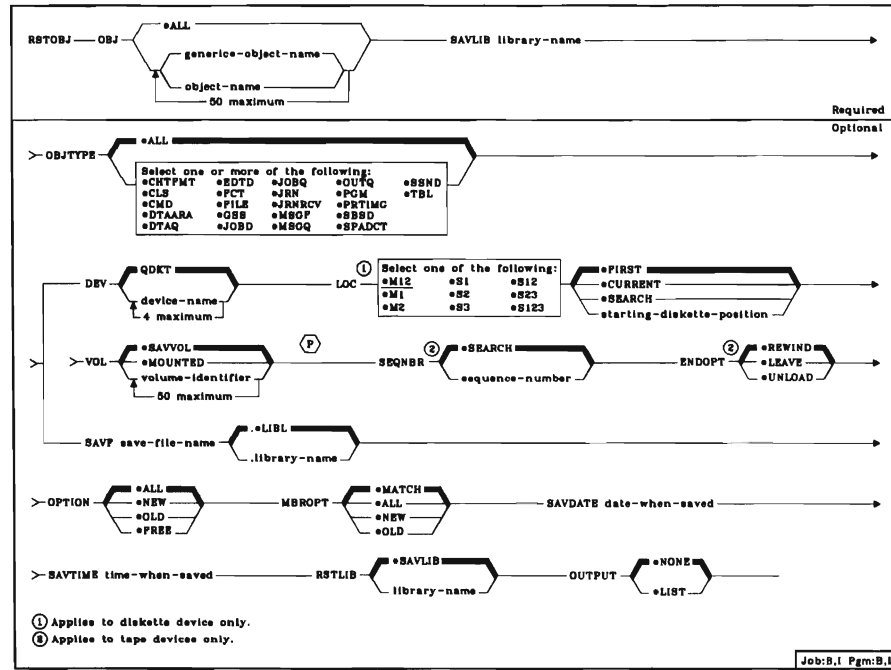 •ALL
RSTOBJ OBJ generice-object-name SAVLIB library-name
object-name
50 maximum
Required
Optional
OBJTYPE •ALL
Select one or more of the following:
•CHTFMT •EDTD •JOBQ •OUTQ •SSND
•CLS •FCT •JRN •PGM •TBL
•CMD •FILE •JRNRCV •PRTIMG
•DTAARA •GSS •MSGF •SBSD
•DTAQ •JOBD •MSGQ •SPADCT
DEV QDKT LOC ① Select one of the following: •FIRST
device-name •M12 •S1 •S12 •CURRENT
4 maximum •M1 •S2 •S23 •SEARCH
•M2 •S3 •S123 starting-diskette-position
VOL •SAVVOL P SEQNBR ② •SEARCH ENDOPT ② •REWIND
•MOUNTED •LEAVE
volume-identifier sequence-number •UNLOAD
50 maximum
SAVF save-file-name .•LIBL
.library-name
OPTION •ALL MBROPT •MATCH SAVDATE date-when-saved
•NEW •ALL
•OLD •NEW
•FREE •OLD
SAVTIME time-when-saved RSTLIB •SAVLIB OUTPUT •NONE
library-name •LIST
① Applies to diskette device only.
② Applies to tape devices only.
Job:B,I Pgm:B,I